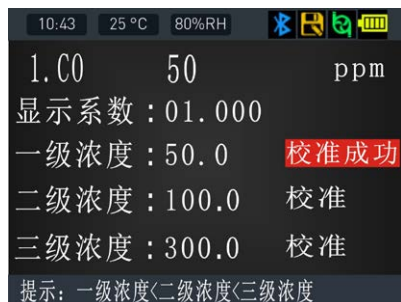 10:43 25 °C 80%RH
1.CO 50 ppm
显示系数：01.000
一级浓度：50.0 校准成功
二级浓度：100.0 校准
三级浓度：300.0 校准
提示：一级浓度<二级浓度<三级浓度